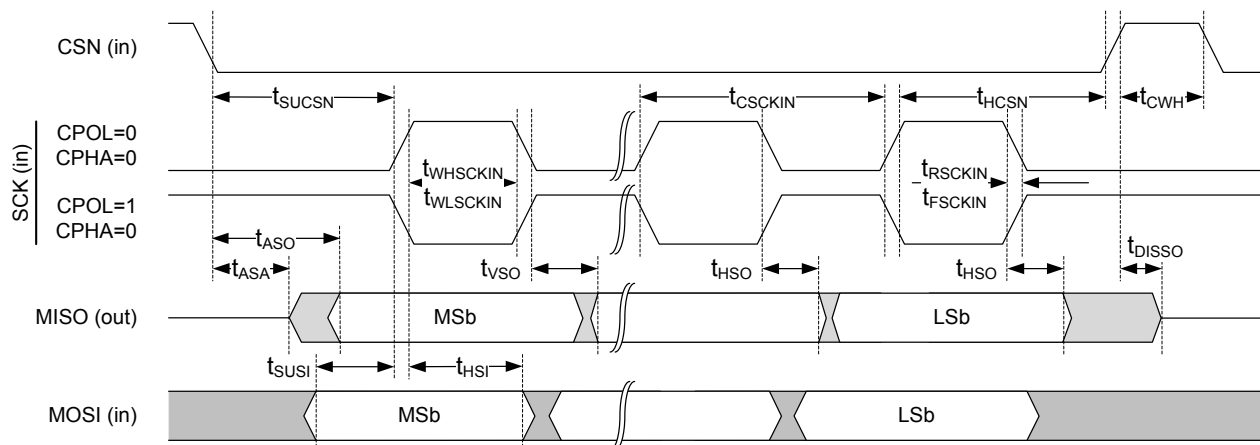 CSN (in)
tSUCSN
tCSCKIN
tHCSN
tCWH
SCK (in)
CPOL=0
CPHA=0
tWHSCKIN
tRSCKIN
CPOL=1
CPHA=0
tWLSCKIN
tFSCKIN
tASO
tASA
tVSO
tHSO
tHSO
tDISSO
MISO (out)
MSb
LSb
tSUSI
tHSI
MOSI (in)
MSb
LSb